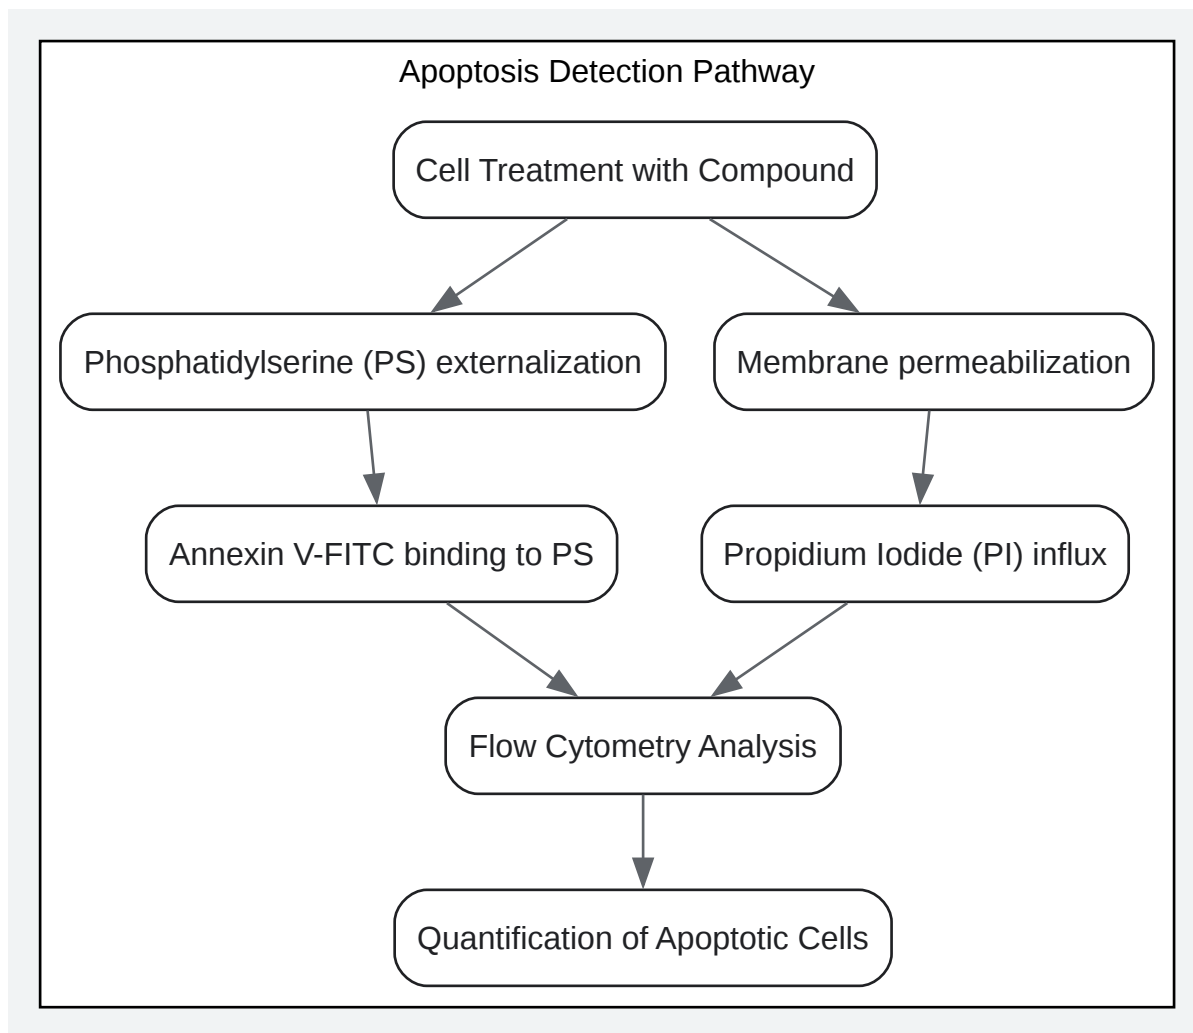 Apoptosis Detection Pathway
Cell Treatment with Compound
Phosphatidylserine (PS) externalization
Membrane permeabilization
Annexin V-FITC binding to PS
Propidium Iodide (PI) influx
Flow Cytometry Analysis
Quantification of Apoptotic Cells